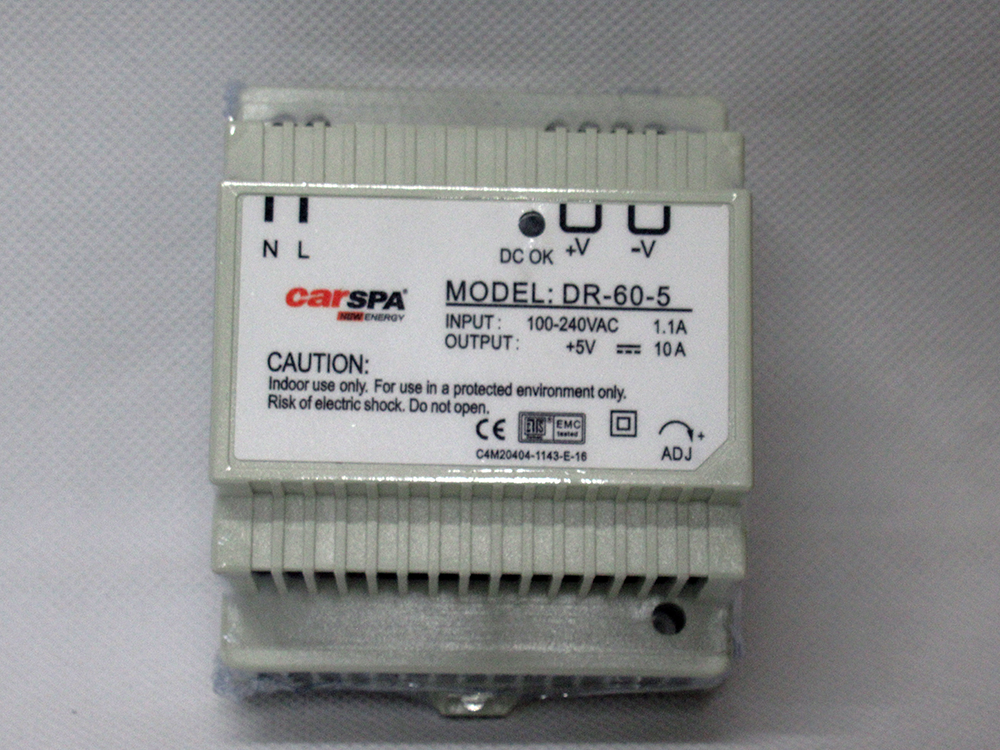 N L
DC OK +V -V
carSPA®
NEW ENERGY
MODEL: DR-60-5
INPUT: 100-240VAC 1.1A
OUTPUT: +5V 10A
CAUTION:
Indoor use only. For use in a protected environment only.
Risk of electric shock. Do not open.
CE EMC
tested
+
ADJ
C4M20404-1143-E-16